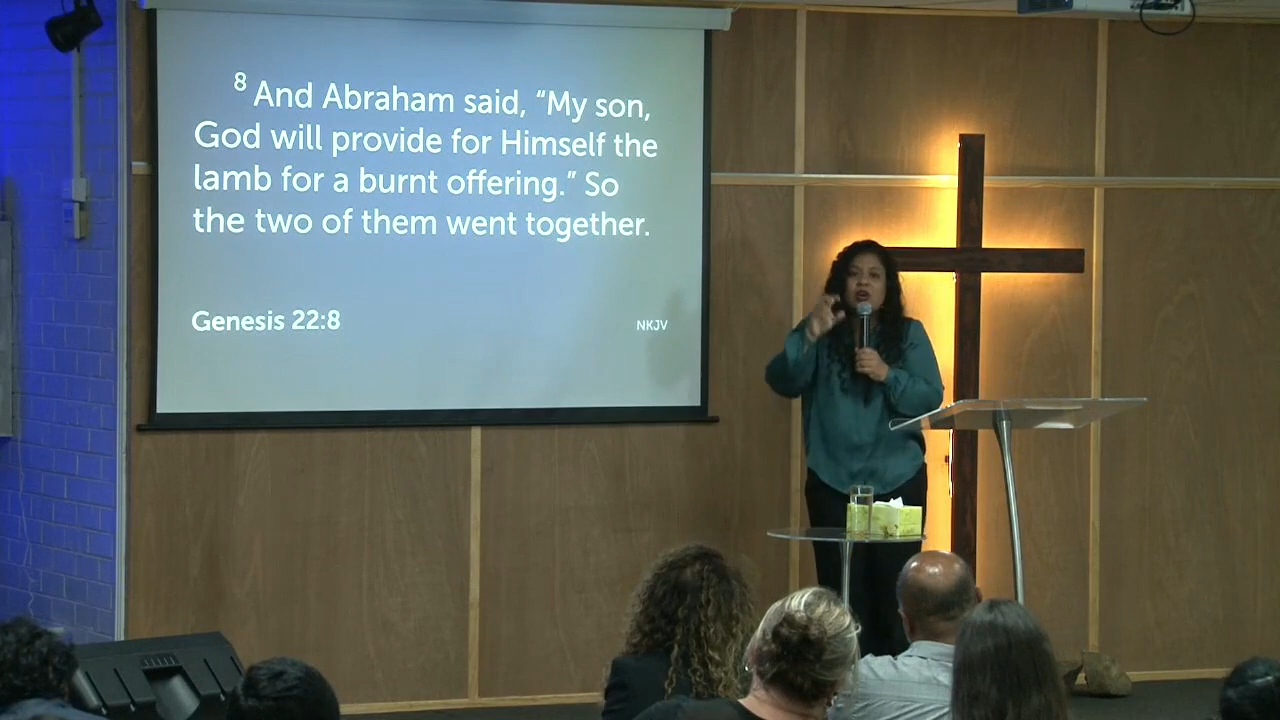 8 And Abraham said, “My son,
God will provide for Himself the
lamb for a burnt offering.” So
the two of them went together.
Genesis 22:8
NKJV